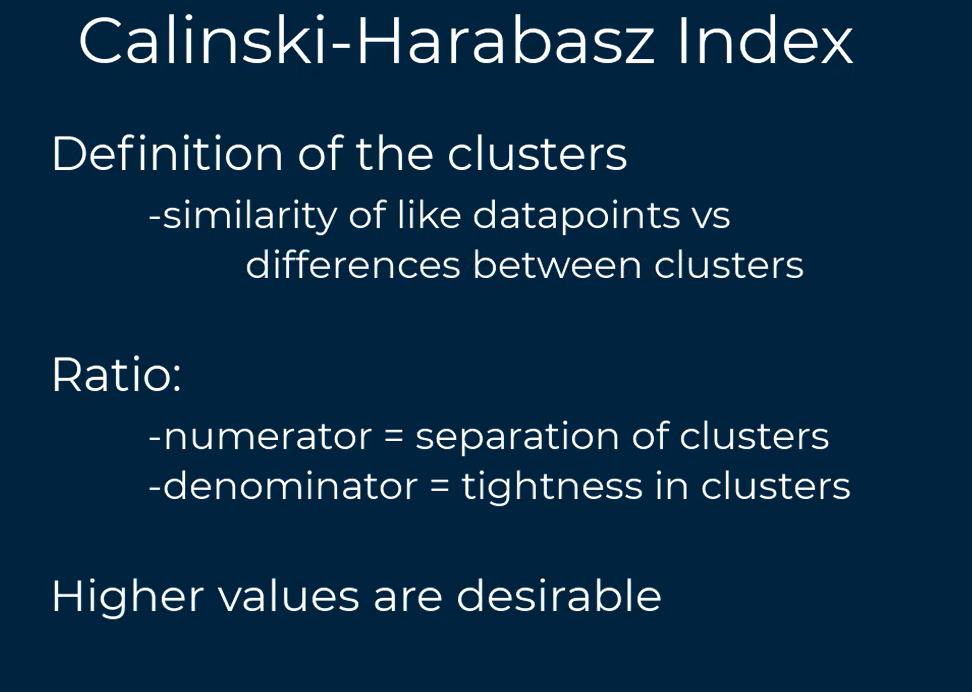 Calinski-Harabasz Index
Definition of the clusters
-similarity of like datapoints vs
differences between clusters
Ratio:
-numerator = separation of clusters
-denominator = tightness in clusters
Higher values are desirable